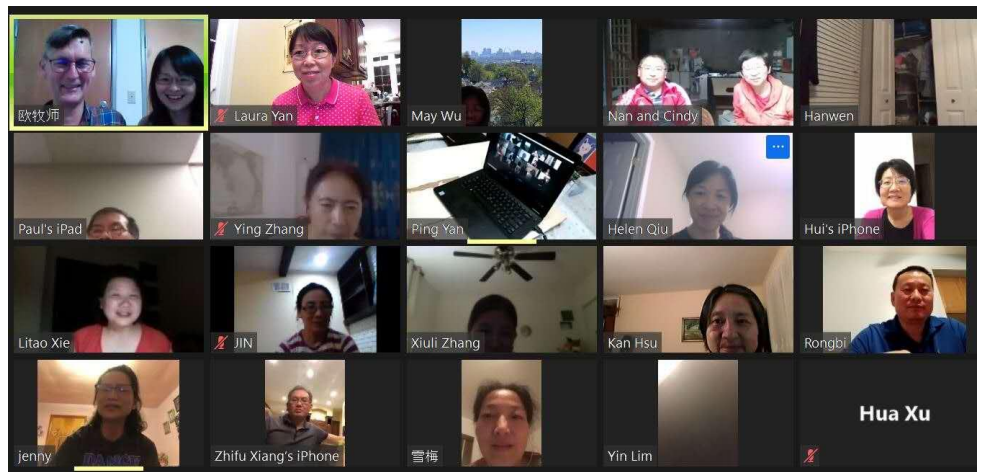 欧牧师
Laura Yan
May Wu
Nan and Cindy
Hanwen
Paul's iPad
Ying Zhang
Ping Yan
Helen Qiu
Hui's iPhone
Litao Xie
JIN
Xiuli Zhang
Kan Hsu
Rongbi
jenny
Zhifu Xiang's iPhone
雪梅
Yin Lim
Hua Xu